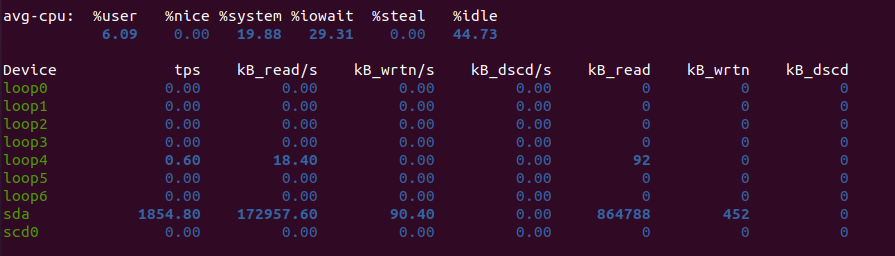 avg-cpu:  %user   %nice %system %iowait  %steal   %idle
           6.09    0.00   19.88   29.31    0.00   44.73
Device             tps    kB_read/s    kB_wrtn/s    kB_dscd/s    kB_read    kB_wrtn    kB_dscd
loop0             0.00         0.00         0.00         0.00          0          0          0
loop1             0.00         0.00         0.00         0.00          0          0          0
loop2             0.00         0.00         0.00         0.00          0          0          0
loop3             0.00         0.00         0.00         0.00          0          0          0
loop4             0.60        18.40         0.00         0.00         92          0          0
loop5             0.00         0.00         0.00         0.00          0          0          0
loop6             0.00         0.00         0.00         0.00          0          0          0
sda            1854.80    172957.60        90.40         0.00     864788        452          0
scd0              0.00         0.00         0.00         0.00          0          0          0